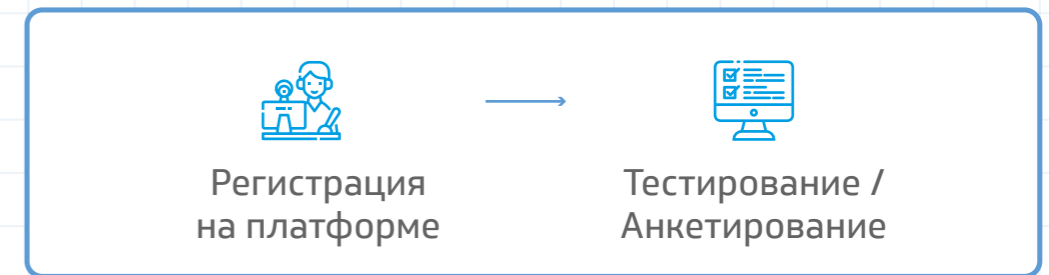 Регистрация
на платформе
Тестирование /
Анкетирование